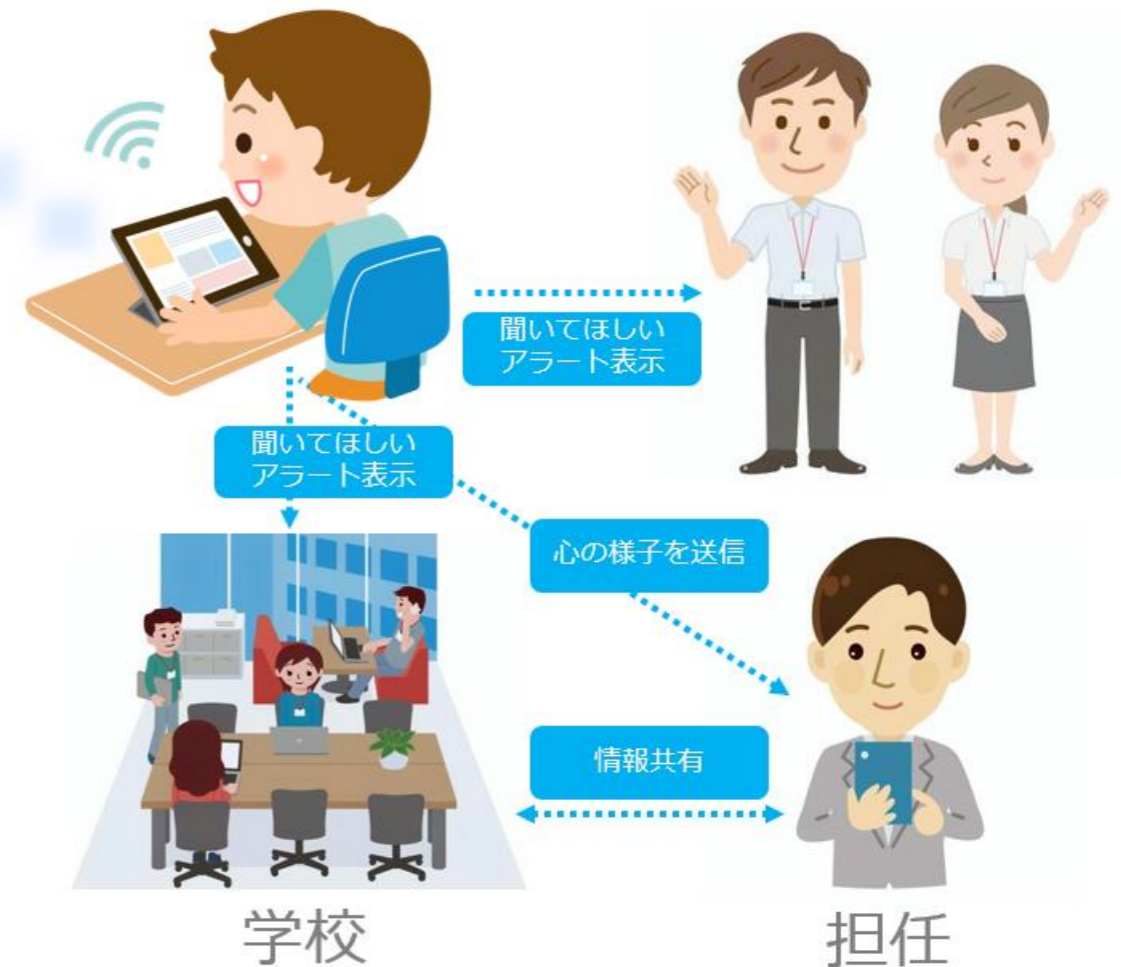 聞いてほしい
アラート表示
聞いてほしい
アラート表示
心の様子を送信
情報共有
学校
担任